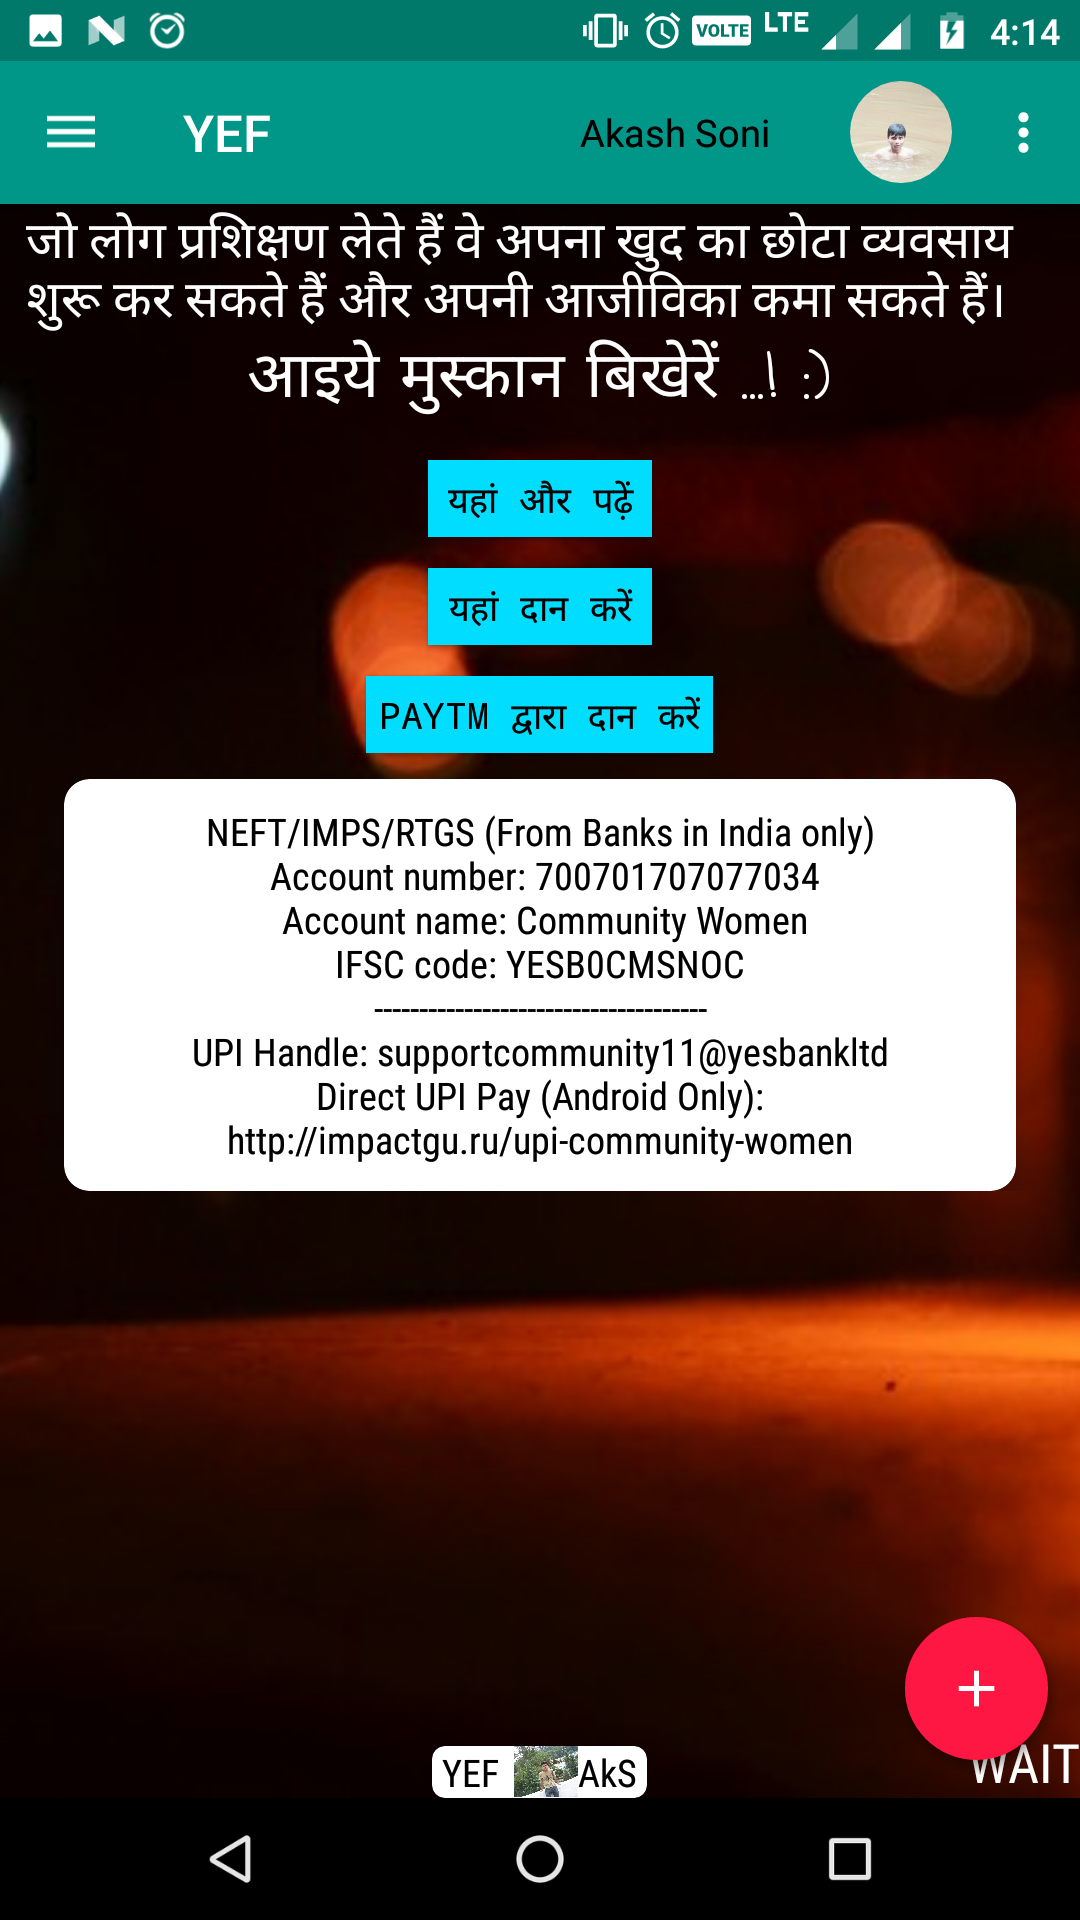 VOLTE LTE 4:14
YEF Akash Soni
जो लोग प्रशिक्षण लेते हैं वे अपना खुद का छोटा व्यवसाय
शुरू कर सकते हैं और अपनी आजीविका कमा सकते हैं।
आइये मुस्कान बिखेरें ...! :)
यहां और पढ़ें
यहां दान करें
PAYTM द्वारा दान करें
NEFT/IMPS/RTGS (From Banks in India only)
Account number: 700701707077034
Account name: Community Women
IFSC code: YESB0CMSNOC
-------------------------------------
UPI Handle: supportcommunity11@yesbankltd
Direct UPI Pay (Android Only):
http://impactgu.ru/upi-community-women
WAIT
YEF AkS